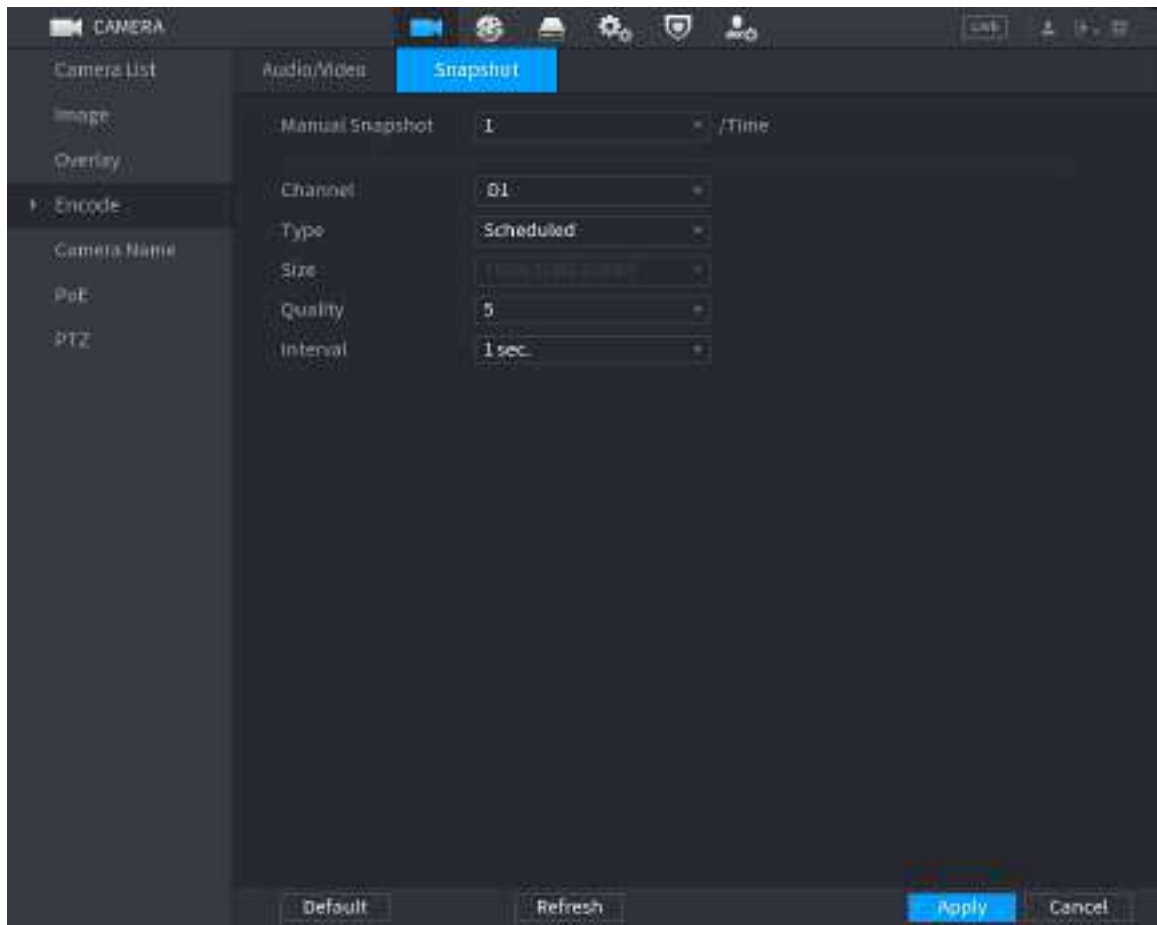 CAMERA
LIVE
Camera List
Audio/Video
Snapshot
Image
Manual Snapshot 1 /Time
Overlay
Channel D1
Encode
Type Scheduled
Camera Name
Size
PoE
Quality 5
PTZ
Interval 1 sec.
Default Refresh Apply Cancel